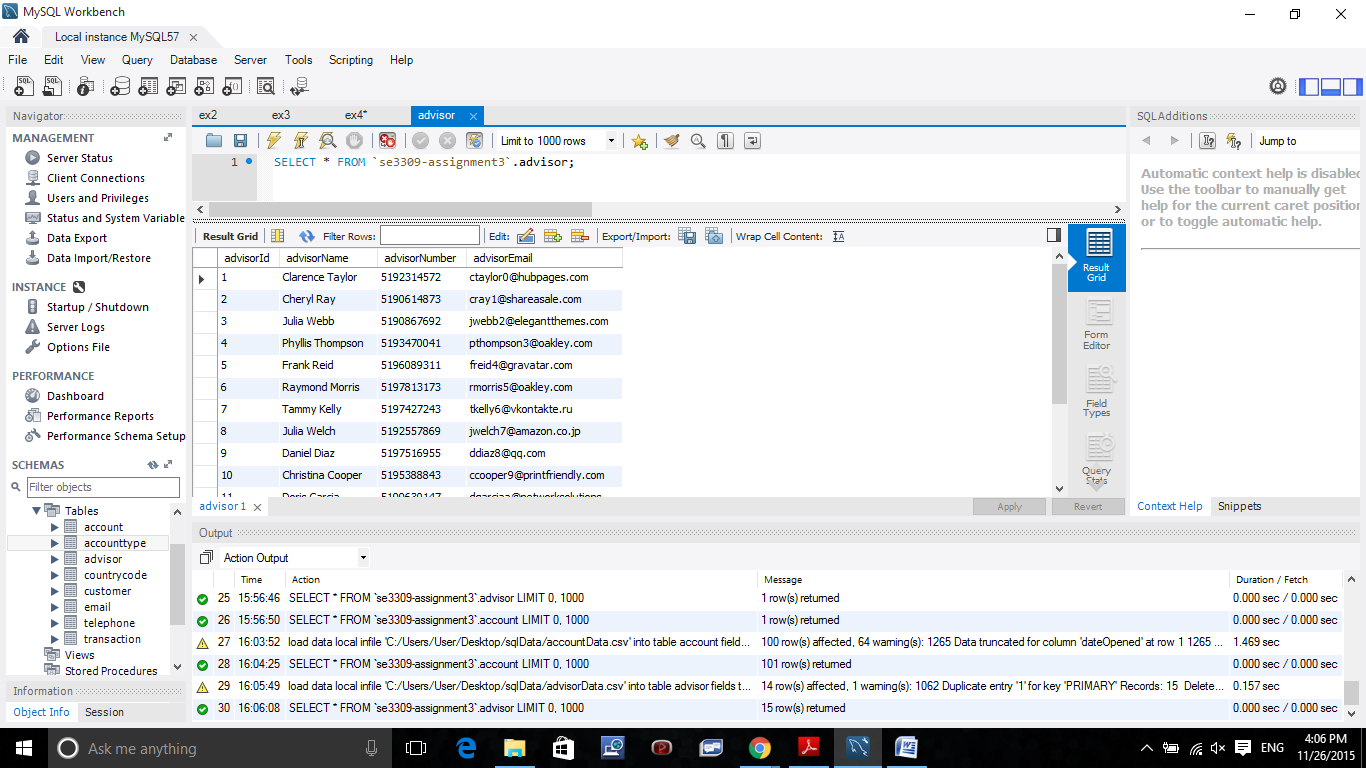 MySQL Workbench
Local instance MySQL57
File Edit View Query Database Server Tools Scripting Help
Navigator
MANAGEMENT
Server Status
Client Connections
Users and Privileges
Status and System Variable
Data Export
Data Import/Restore
INSTANCE
Startup / Shutdown
Server Logs
Options File
PERFORMANCE
Dashboard
Performance Reports
Performance Schema Setup
SCHEMAS
Filter objects
Tables
account
accounttype
advisor
countrycode
customer
email
telephone
transaction
Views
Stored Procedures
Information
Object Info Session
ex2 ex3 ex4* advisor
Limit to 1000 rows
1 SELECT * FROM `se3309-assignment3`.advisor;
Result Grid Filter Rows: Edit: Export/Import: Wrap Cell Content:
advisorId advisorName advisorNumber advisorEmail
1 Clarence Taylor 5192314572 ctaylor0@hubpages.com
2 Cheryl Ray 5190614873 cray1@shareasale.com
3 Julia Webb 5190867692 jwebb2@elegantthemes.com
4 Phyllis Thompson 5193470041 pthompson3@oakley.com
5 Frank Reid 5196089311 freid4@gravatar.com
6 Raymond Morris 5197813173 rmorris5@oakley.com
7 Tammy Kelly 5197427243 tkelly6@vkontakte.ru
8 Julia Welch 5192557869 jwelch7@amazon.co.jp
9 Daniel Diaz 5197516955 ddiaz8@qq.com
10 Christina Cooper 5195388843 ccooper9@printfriendly.com
11 Doris Garcia
Result Grid
Form Editor
Field Types
Query Stats
advisor 1
Apply Revert
SQLAdditions
Jump to
Automatic context help is disabled
Use the toolbar to manually get
help for the current caret position
or to toggle automatic help.
Context Help Snippets
Output
Action Output
Time Action Message Duration / Fetch
25 15:56:46 SELECT * FROM `se3309-assignment3`.advisor LIMIT 0, 1000 1 row(s) returned 0.000 sec / 0.000 sec
26 15:56:50 SELECT * FROM `se3309-assignment3`.account LIMIT 0, 1000 1 row(s) returned 0.000 sec / 0.000 sec
27 16:03:52 load data local infile 'C:/Users/User/Desktop/sqlData/accountData.csv' into table account field... 100 row(s) affected, 64 warning(s): 1265 Data truncated for column 'dateOpened' at row 1 1265 ... 1.469 sec
28 16:04:25 SELECT * FROM `se3309-assignment3`.account LIMIT 0, 1000 101 row(s) returned 0.000 sec / 0.000 sec
29 16:05:49 load data local infile 'C:/Users/User/Desktop/sqlData/advisorData.csv' into table advisor fields t... 14 row(s) affected, 1 warning(s): 1062 Duplicate entry '1' for key 'PRIMARY' Records: 15 Delete... 0.157 sec
30 16:06:08 SELECT * FROM `se3309-assignment3`.advisor LIMIT 0, 1000 15 row(s) returned 0.000 sec / 0.000 sec
Ask me anything
ENG
4:06 PM
11/26/2015